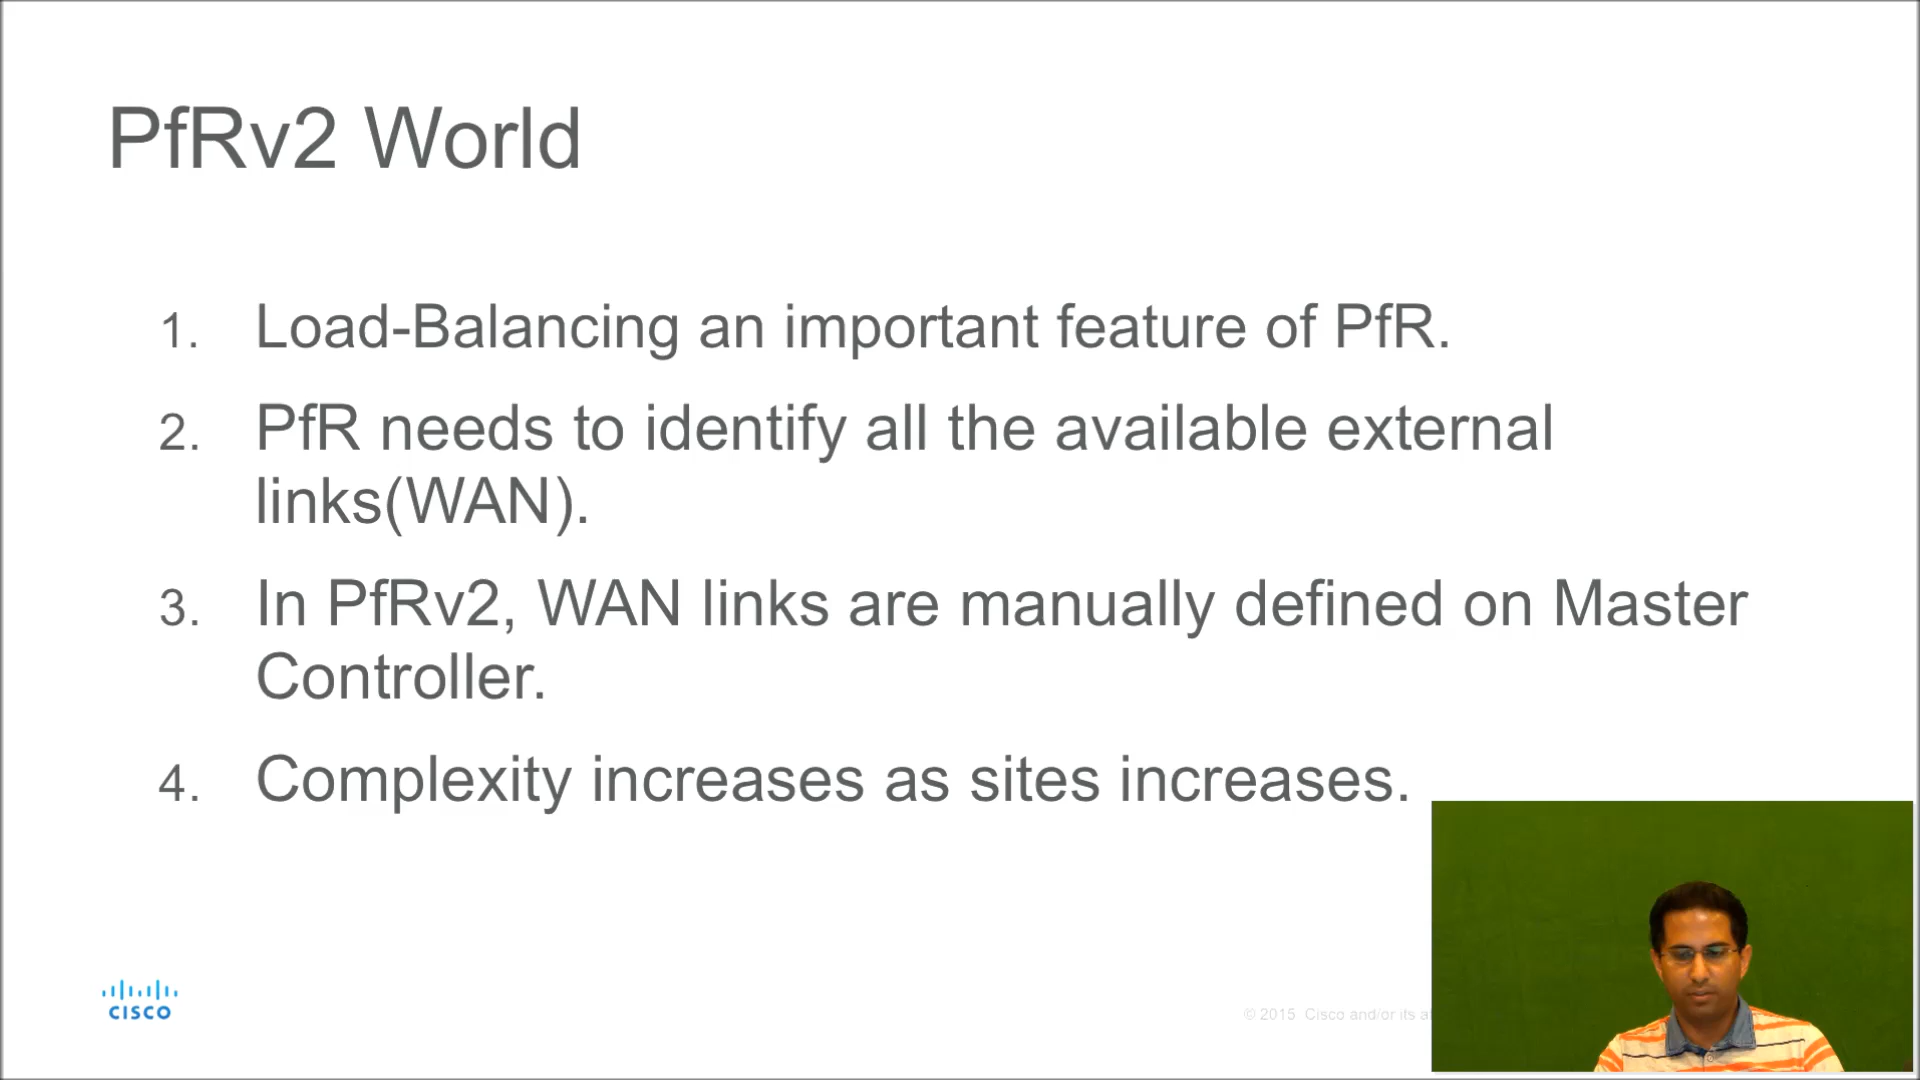 PfRv2 World
1. Load-Balancing an important feature of PfR.
2. PfR needs to identify all the available external
links(WAN).
3. In PfRv2, WAN links are manually defined on Master
Controller.
4. Complexity increases as sites increases.
CISCO
© 2015 Cisco and/or its